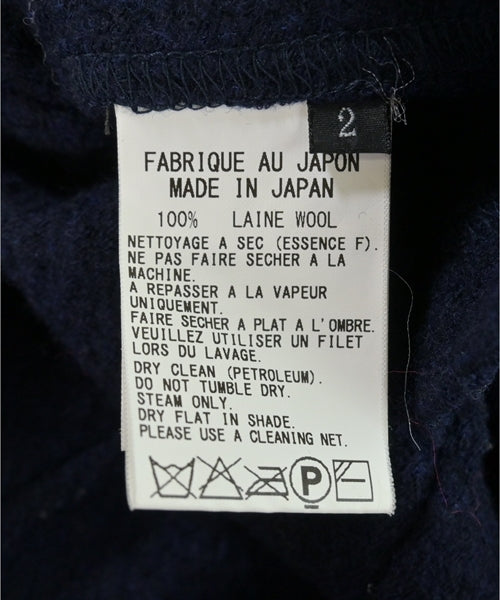 2
FABRIQUE AU JAPON
MADE IN JAPAN
100% LAINE WOOL
NETTOYAGE A SEC (ESSENCE F).
NE PAS FAIRE SECHER A LA
MACHINE.
A REPASSER A LA VAPEUR
UNIQUEMENT.
FAIRE SECHER A PLAT A L'OMBRE.
VEUILLEZ UTILISER UN FILET
LORS DU LAVAGE.
DRY CLEAN (PETROLEUM).
DO NOT TUMBLE DRY.
STEAM ONLY.
DRY FLAT IN SHADE.
PLEASE USE A CLEANING NET.
P